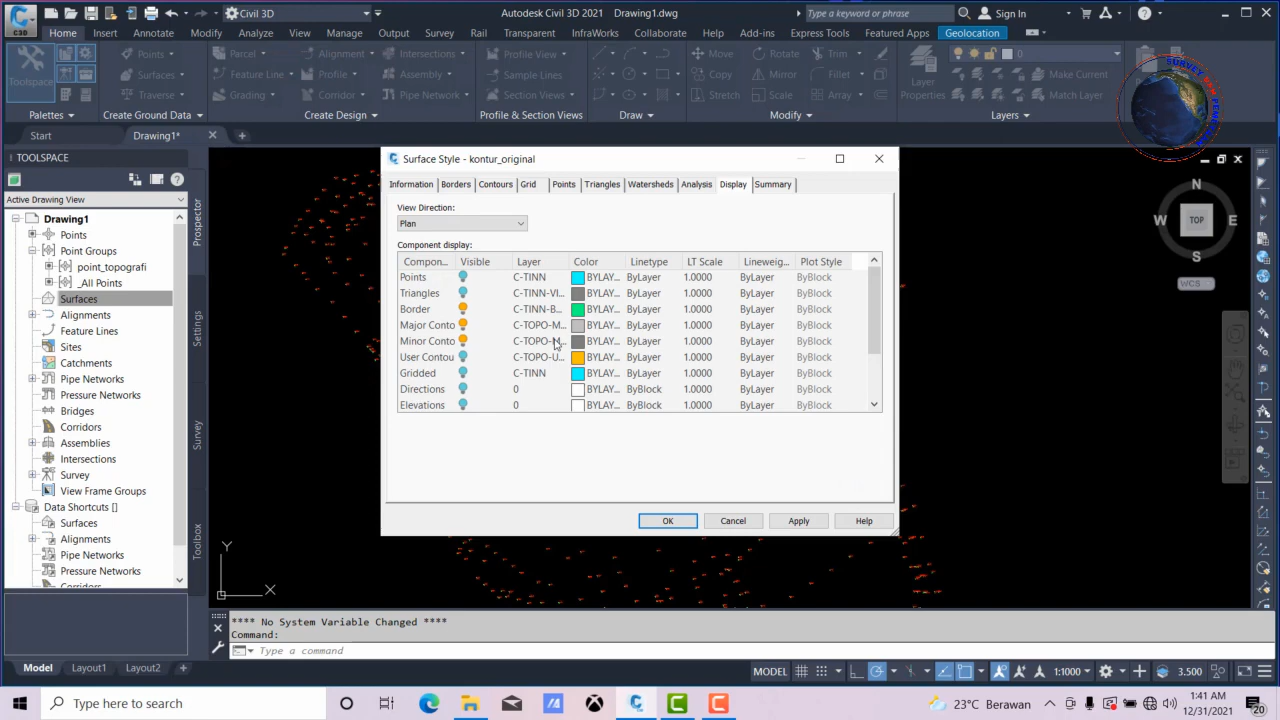 C3D
Civil 3D
Autodesk Civil 3D 2021 Drawing1.dwg
Type a keyword or phrase
Sign In
Home Insert Annotate Modify Analyze View Manage Output Survey Rail Transparent InfraWorks Collaborate Help Add-ins Express Tools Featured Apps Geolocation
Toolspace
Points
Surfaces
Traverse
Parcel
Feature Line
Grading
Alignment
Profile
Corridor
Intersections
Assembly
Pipe Network
Profile View
Sample Lines
Section Views
Move
Copy
Stretch
Rotate
Mirror
Scale
Trim
Fillet
Array
Layer
Properties
0
Make Current
Match Layer
Palettes
Create Ground Data
Create Design
Profile & Section Views
Draw
Modify
Layers
Start
Drawing1*
TOOLSPACE
Active Drawing View
Drawing1
Points
Point Groups
point_topografi
_All Points
Surfaces
Alignments
Feature Lines
Sites
Catchments
Pipe Networks
Pressure Networks
Bridges
Corridors
Assemblies
Intersections
Survey
View Frame Groups
Data Shortcuts []
Surfaces
Alignments
Pipe Networks
Pressure Networks
Corridors
Prospector
Settings
Survey
Toolbox
Surface Style - kontur_original
Information Borders Contours Grid Points Triangles Watersheds Analysis Display Summary
View Direction:
Plan
Component display:
Compon... Visible Layer Color Linetype LT Scale Lineweig... Plot Style
Points C-TINN BYLAY... ByLayer 1.0000 ByLayer ByBlock
Triangles C-TINN-VI... BYLAY... ByLayer 1.0000 ByLayer ByBlock
Border C-TINN-B... BYLAY... ByLayer 1.0000 ByLayer ByBlock
Major Conto C-TOPO-M... BYLAY... ByLayer 1.0000 ByLayer ByBlock
Minor Conto C-TOPO-... BYLAY... ByLayer 1.0000 ByLayer ByBlock
User Contou C-TOPO-U... BYLAY... ByLayer 1.0000 ByLayer ByBlock
Gridded C-TINN BYLAY... ByLayer 1.0000 ByLayer ByBlock
Directions 0 BYLAY... ByBlock 1.0000 ByLayer ByBlock
Elevations 0 BYLAY... ByBlock 1.0000 ByLayer ByBlock
OK Cancel Apply Help
N
W TOP E
S
WCS
Y
X
**** No System Variable Changed ****
Command:
Type a command
Model Layout1 Layout2
MODEL
1:1000
3.500
Type here to search
23°C Berawan
1:41 AM
12/31/2021
20